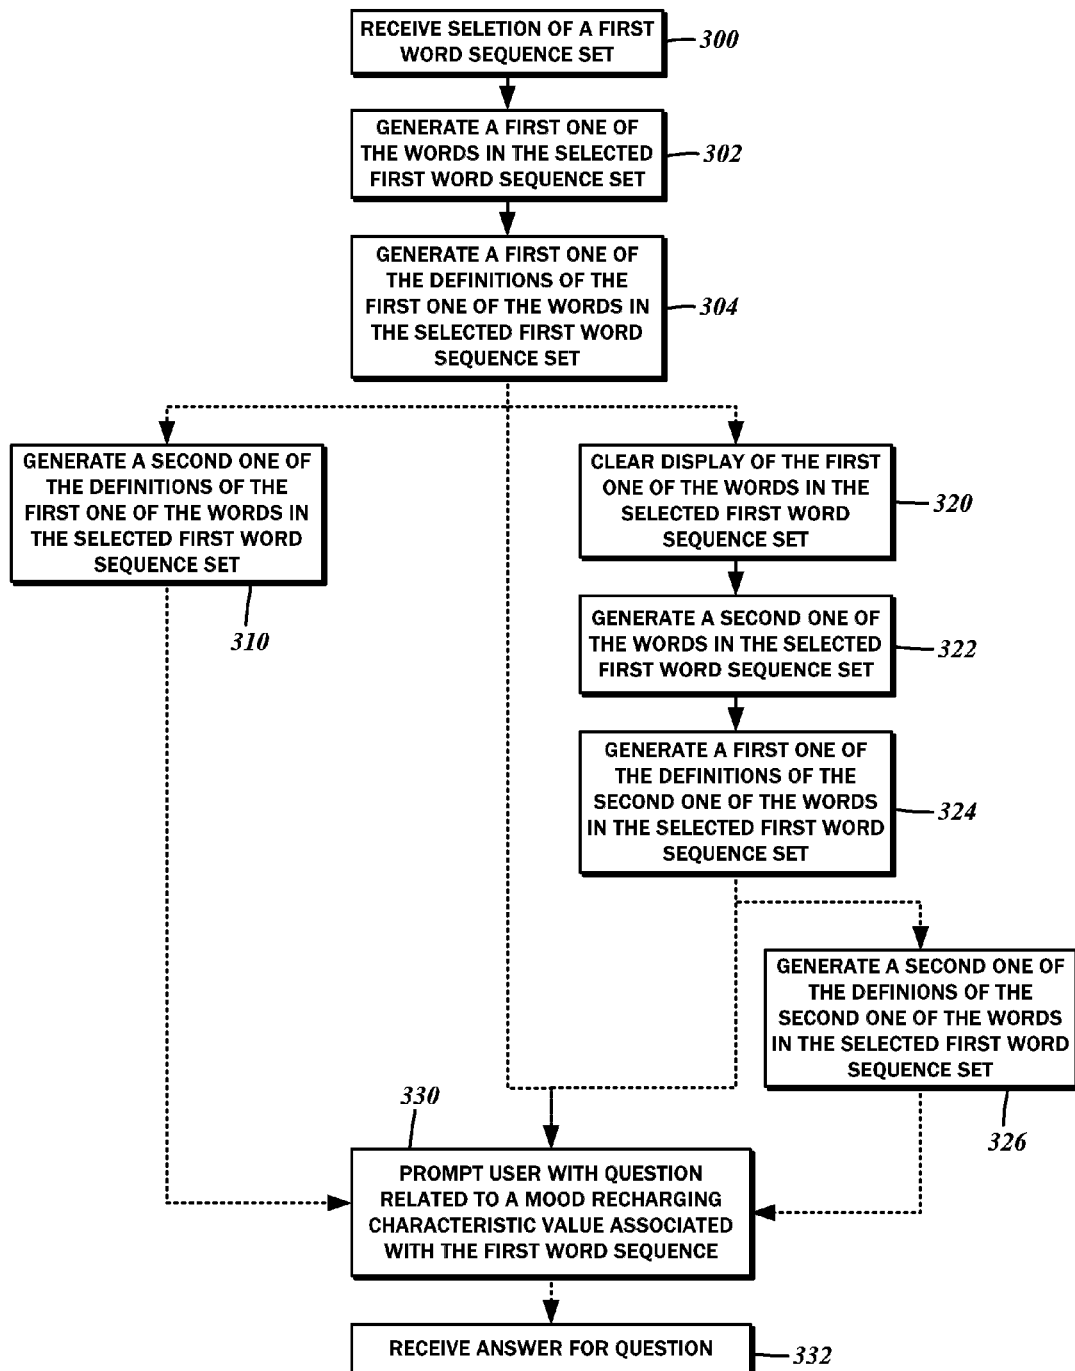 RECEIVE SELETION OF A FIRST
WORD SEQUENCE SET
300
GENERATE A FIRST ONE OF
THE WORDS IN THE SELECTED
FIRST WORD SEQUENCE SET
302
GENERATE A FIRST ONE OF
THE DEFINITIONS OF THE
FIRST ONE OF THE WORDS IN
THE SELECTED FIRST WORD
SEQUENCE SET
304
GENERATE A SECOND ONE OF
THE DEFINITIONS OF THE
FIRST ONE OF THE WORDS IN
THE SELECTED FIRST WORD
SEQUENCE SET
310
CLEAR DISPLAY OF THE FIRST
ONE OF THE WORDS IN THE
SELECTED FIRST WORD
SEQUENCE SET
320
GENERATE A SECOND ONE OF
THE WORDS IN THE SELECTED
FIRST WORD SEQUENCE SET
322
GENERATE A FIRST ONE OF
THE DEFINITIONS OF THE
SECOND ONE OF THE WORDS
IN THE SELECTED FIRST WORD
SEQUENCE SET
324
GENERATE A SECOND ONE OF
THE DEFINIONS OF THE
SECOND ONE OF THE WORDS
IN THE SELECTED FIRST WORD
SEQUENCE SET
326
330
PROMPT USER WITH QUESTION
RELATED TO A MOOD RECHARGING
CHARACTERISTIC VALUE ASSOCIATED
WITH THE FIRST WORD SEQUENCE
RECEIVE ANSWER FOR QUESTION
332